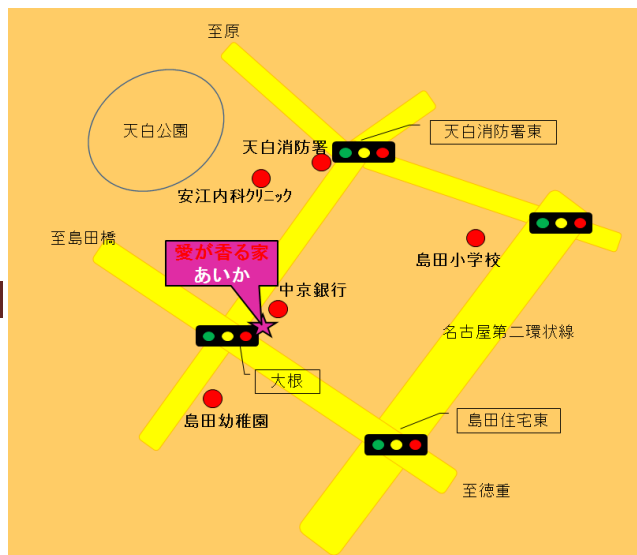 至原
天白公園
天白消防署
天白消防署東
安江内科クリニック
至島田橋
愛が香る家
あいか
島田小学校
中京銀行
名古屋第二環状線
大根
島田幼稚園
島田住宅東
至徳重